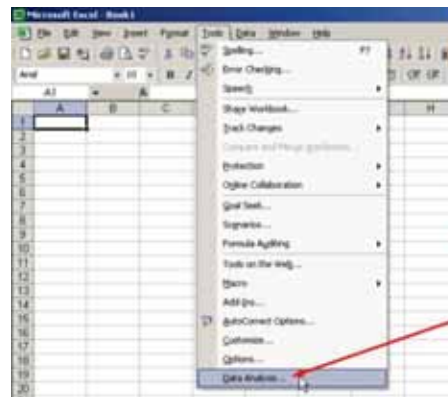 Microsoft Excel - Book1
File Edit View Insert Format Tools Data Window Help
Arial 10 B I
A1
A B C H
Spelling... F7
Error Checking...
Speech
Share Workbook...
Track Changes
Compare and Merge Workbooks...
Protection
Online Collaboration
Goal Seek...
Scenarios...
Formula Auditing
Tools on the Web...
Macro
Add-Ins...
AutoCorrect Options...
Customize...
Options...
Data Analysis...
1
2
3
4
5
6
7
8
9
10
11
12
13
14
15
16
17
18
19
20